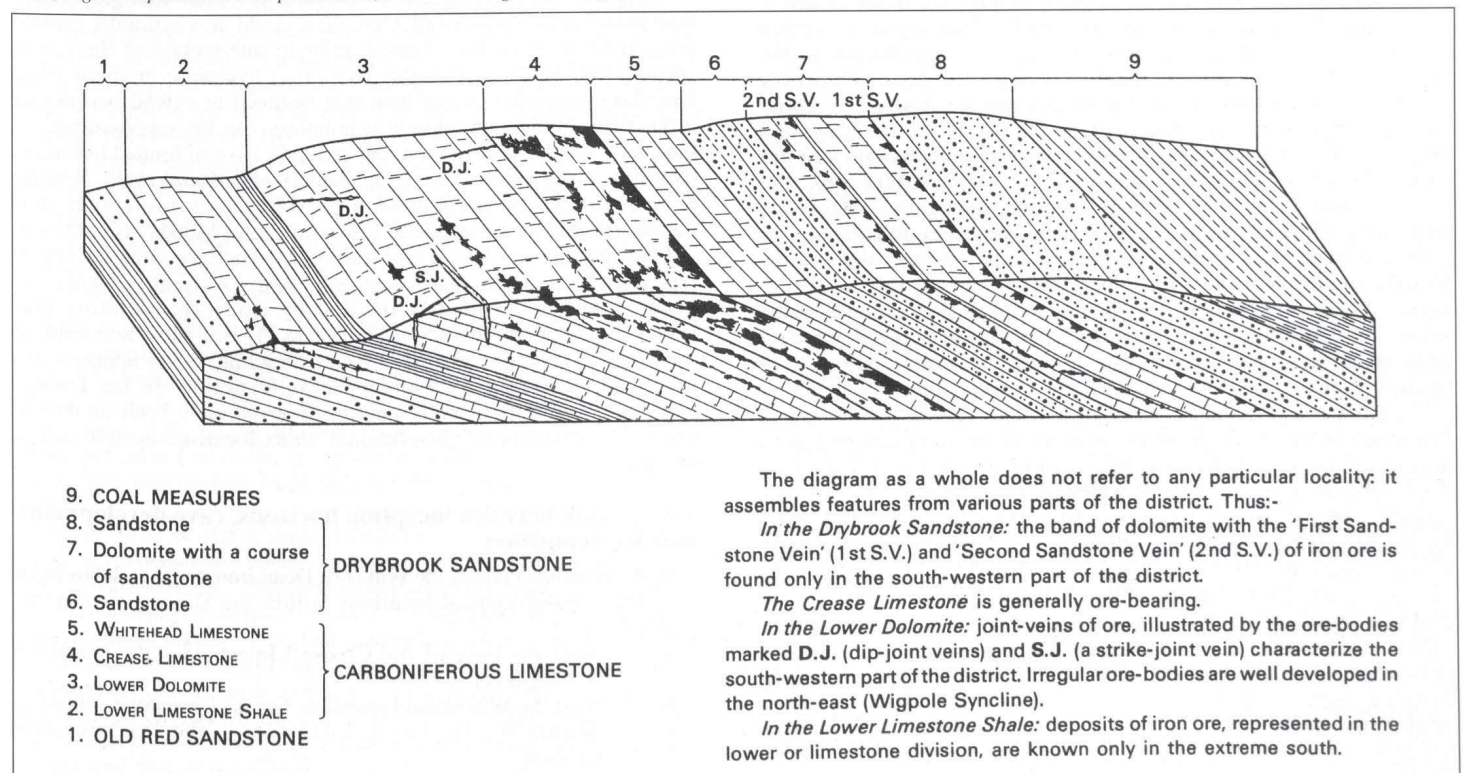 1 2 3 4 5 6 7 8 9
2nd S.V. 1st S.V.
D.J.
D.J.
S.J.
D.J.
9. COAL MEASURES
8. Sandstone
7. Dolomite with a course
of sandstone
6. Sandstone
DRYBROOK SANDSTONE
5. WHITEHEAD LIMESTONE
4. CREASE. LIMESTONE
3. LOWER DOLOMITE
2. LOWER LIMESTONE SHALE
CARBONIFEROUS LIMESTONE
1. OLD RED SANDSTONE
The diagram as a whole does not refer to any particular locality: it
assembles features from various parts of the district. Thus:-
In the Drybrook Sandstone: the band of dolomite with the 'First Sand-
stone Vein' (1st S.V.) and 'Second Sandstone Vein' (2nd S.V.) of iron ore is
found only in the south-western part of the district.
The Crease Limestone is generally ore-bearing.
In the Lower Dolomite: joint-veins of ore, illustrated by the ore-bodies
marked D.J. (dip-joint veins) and S.J. (a strike-joint vein) characterize the
south-western part of the district. Irregular ore-bodies are well developed in
the north-east (Wigpole Syncline).
In the Lower Limestone Shale: deposits of iron ore, represented in the
lower or limestone division, are known only in the extreme south.